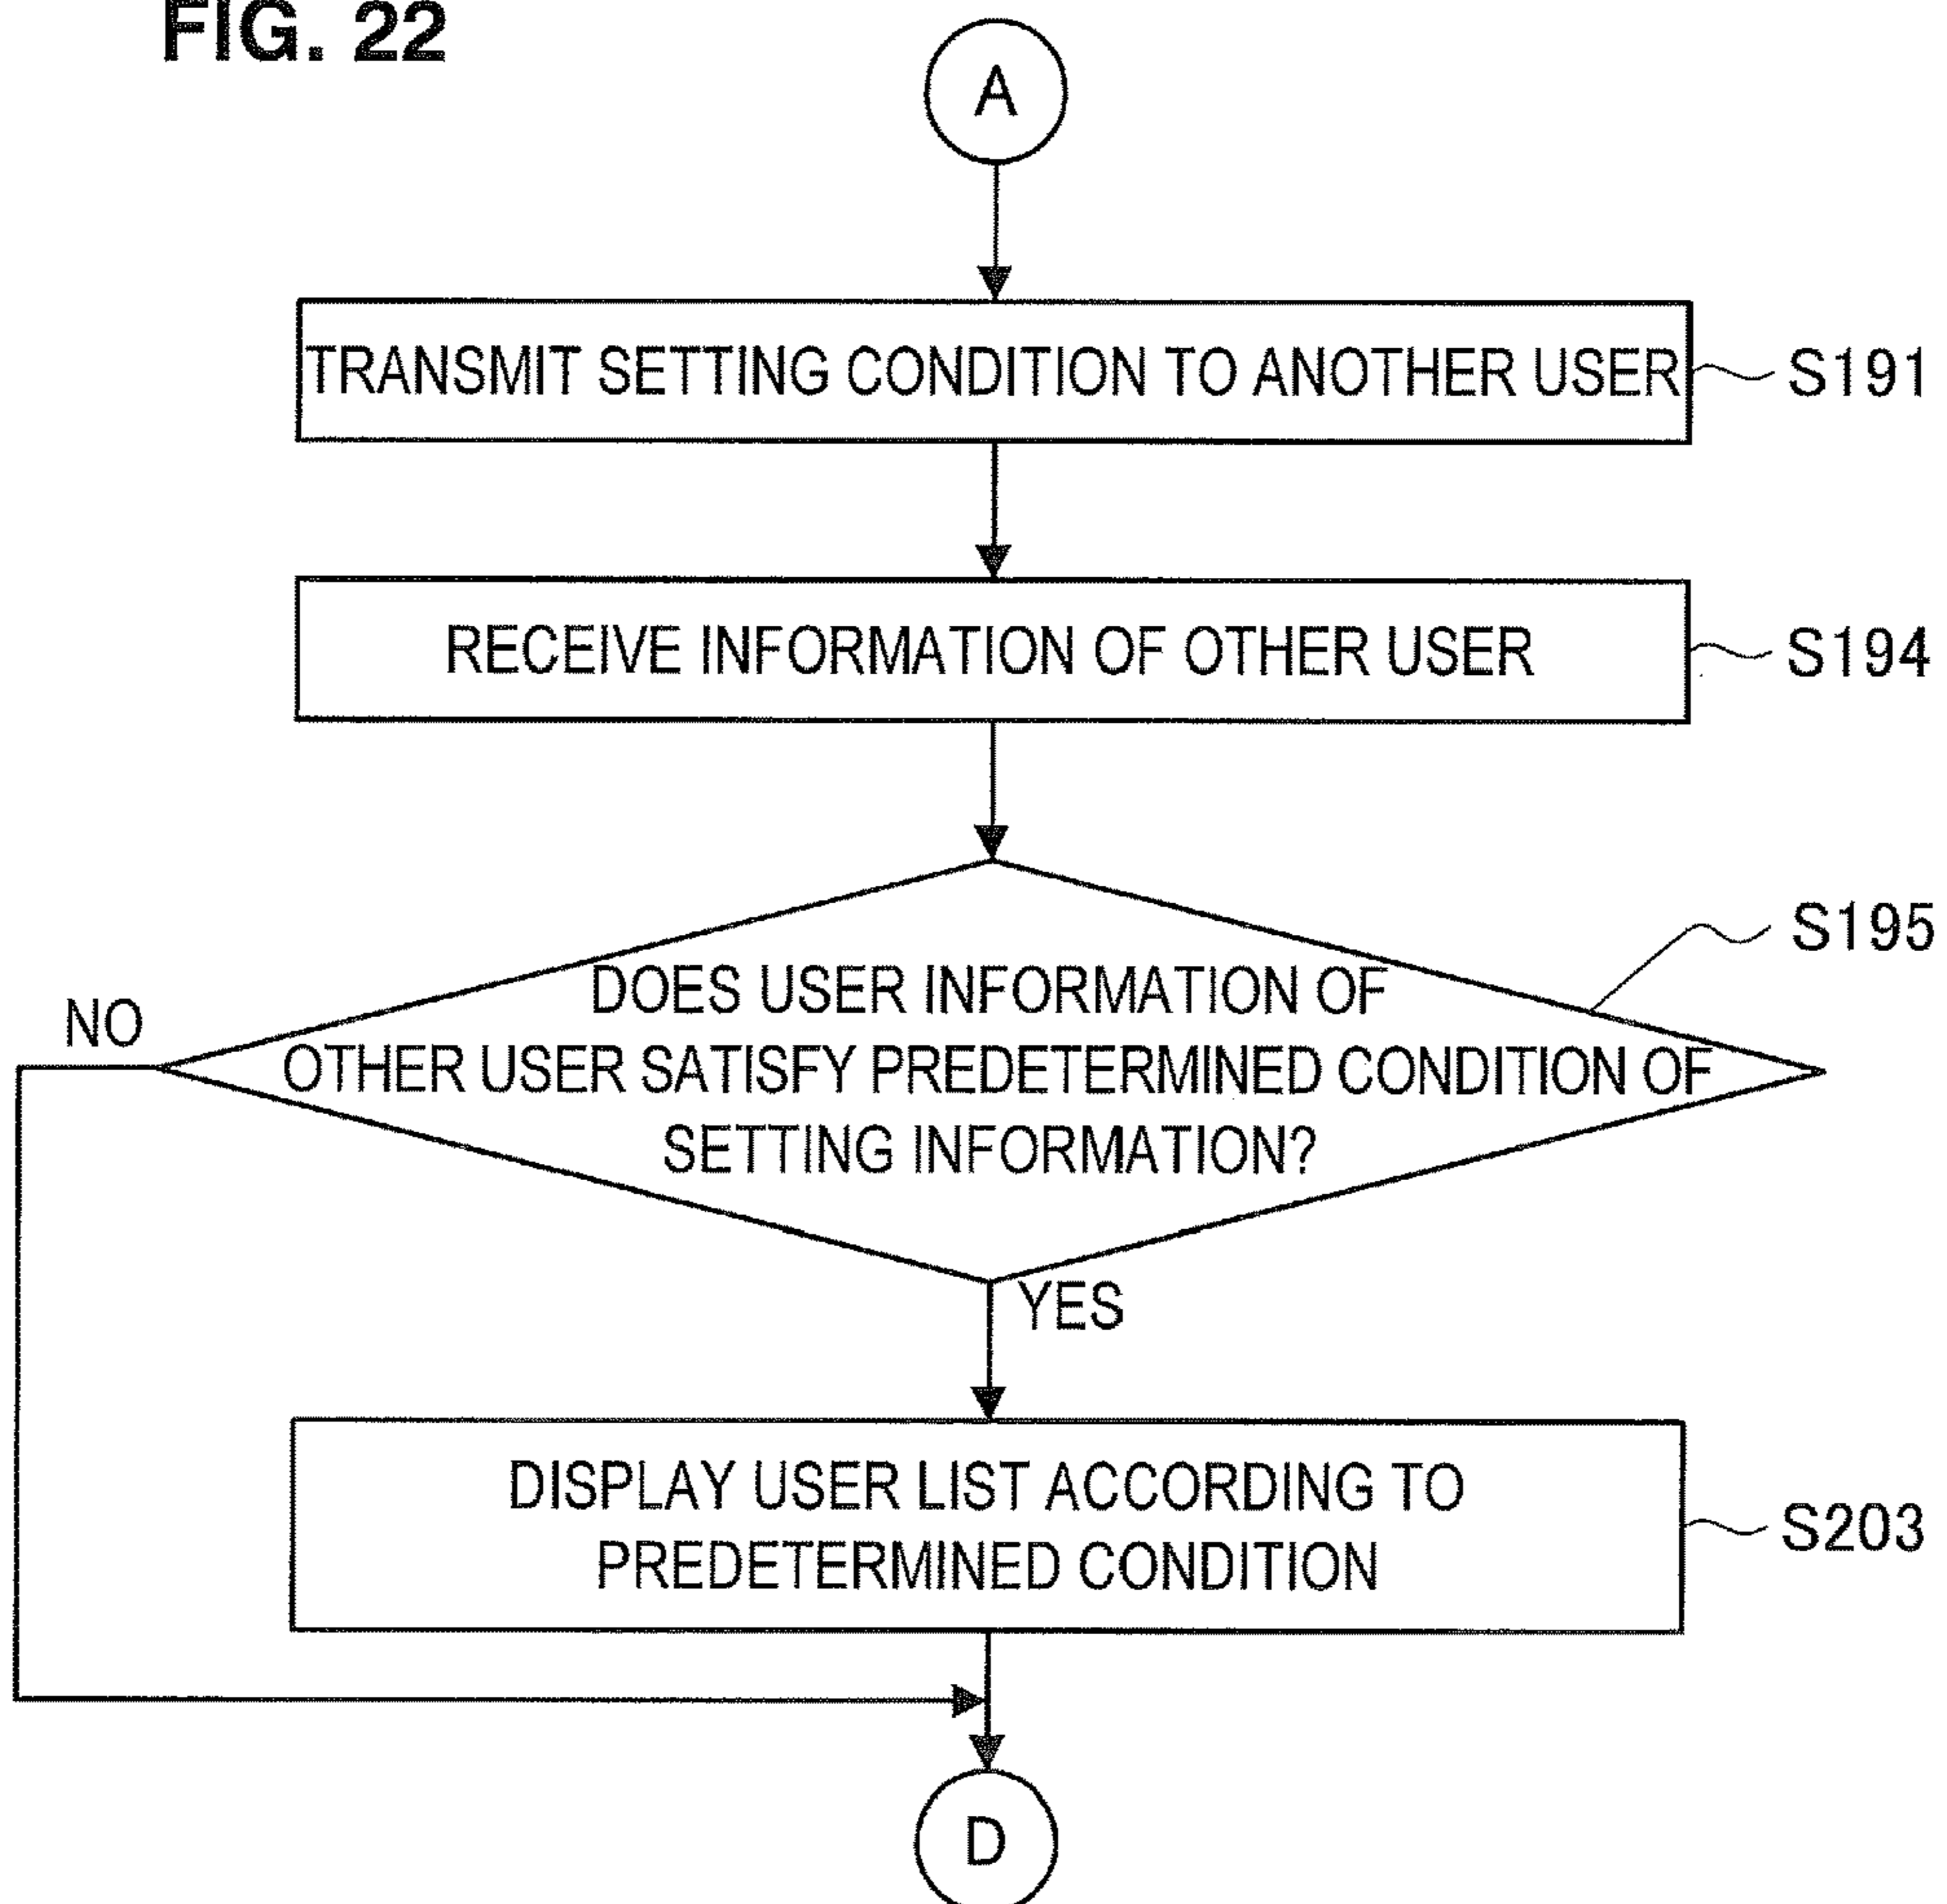 FIG. 22
A
TRANSMIT SETTING CONDITION TO ANOTHER USER
S191
RECEIVE INFORMATION OF OTHER USER
S194
S195
DOES USER INFORMATION OF
NO
OTHER USER SATISFY PREDETERMINED CONDITION OF
SETTING INFORMATION?
YES
DISPLAY USER LIST ACCORDING TO
PREDETERMINED CONDITION
S203
D